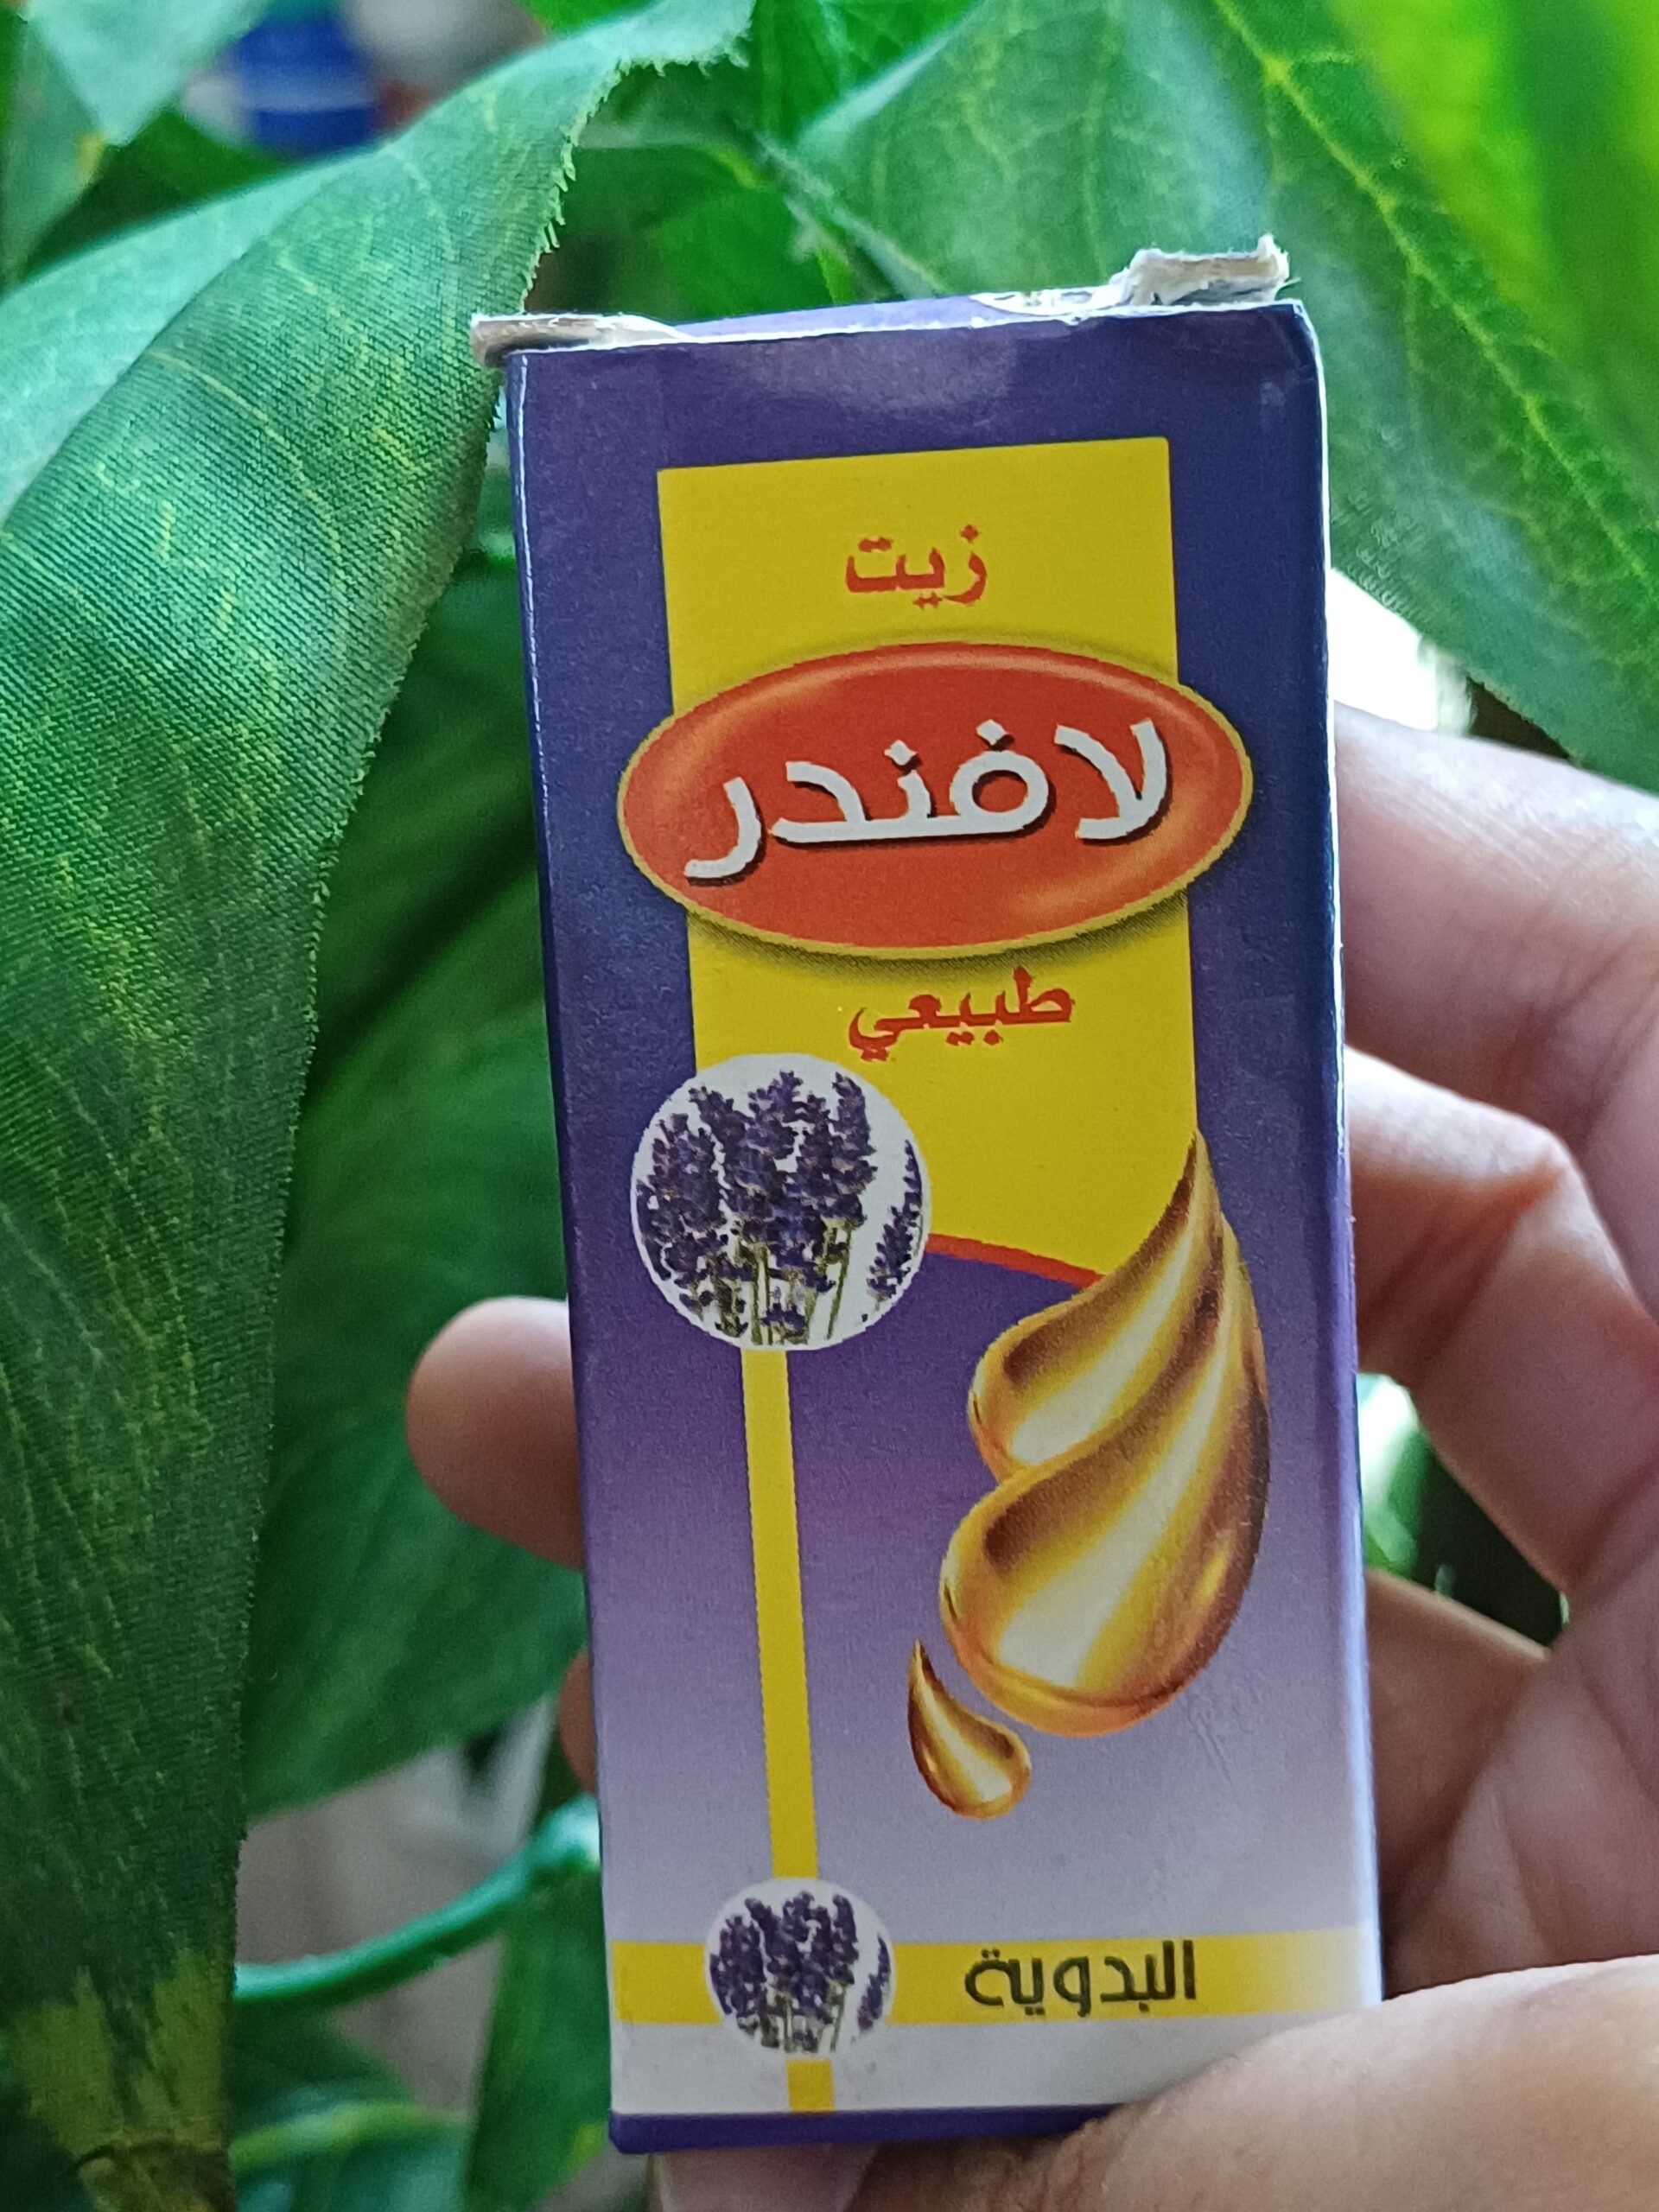 زيت
لافندر
طبيعي
البدوية